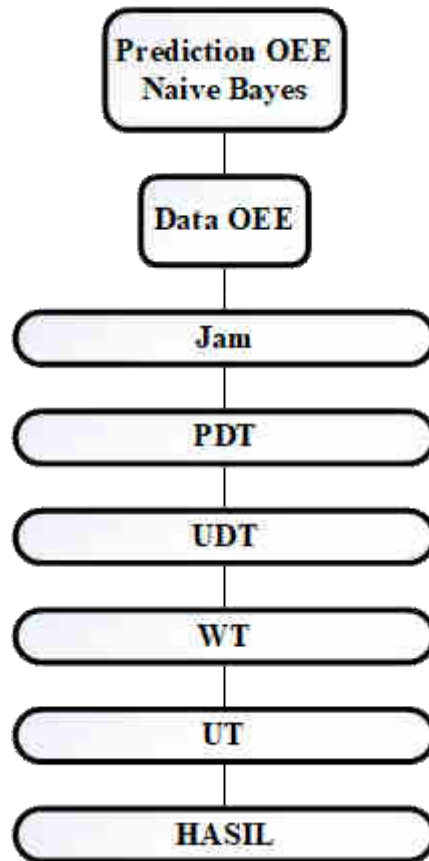 Prediction OEE
Naive Bayes
Data OEE
Jam
PDT
UDT
WT
UT
HASIL